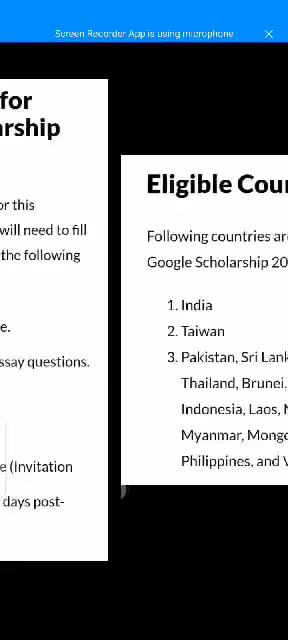 Screen Recorder App is using microphone
for
arship
or this
will need to fill
the following
e.
ssay questions.
e (Invitation
days post-
Eligible Cou
Following countries are
Google Scholarship 20
1. India
2. Taiwan
3. Pakistan, Sri Lank
Thailand, Brunei,
Indonesia, Laos,
Myanmar, Mongo
Philippines, and V